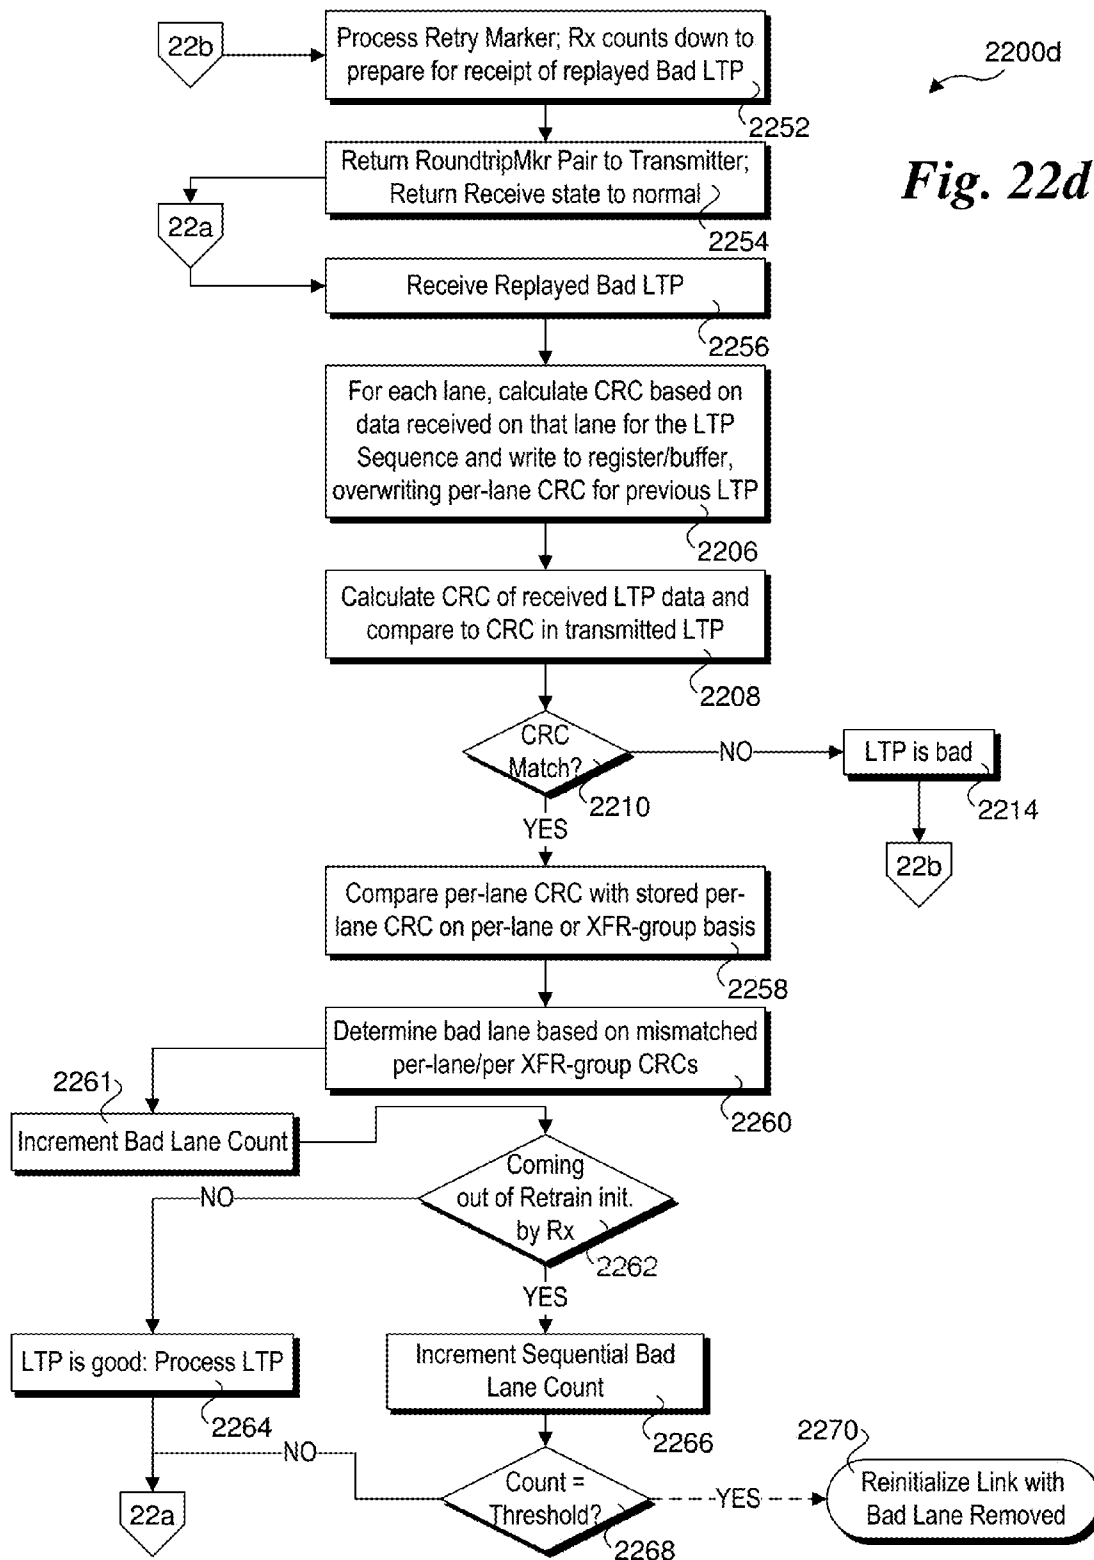 22b
Process Retry Marker; Rx counts down to
prepare for receipt of replayed Bad LTP
2252
2200d
Fig. 22d
Return RoundtripMkr Pair to Transmitter;
Return Receive state to normal
2254
22a
Receive Replayed Bad LTP
2256
For each lane, calculate CRC based on
data received on that lane for the LTP
Sequence and write to register/buffer,
overwriting per-lane CRC for previous LTP
2206
Calculate CRC of received LTP data and
compare to CRC in transmitted LTP
2208
CRC
Match?
2210
NO
LTP is bad
2214
22b
YES
Compare per-lane CRC with stored per-
lane CRC on per-lane or XFR-group basis
2258
Determine bad lane based on mismatched
per-lane/per XFR-group CRCs
2260
2261
Increment Bad Lane Count
Coming
out of Retrain init.
by Rx
2262
NO
YES
LTP is good: Process LTP
2264
Increment Sequential Bad
Lane Count
2266
NO
Count =
Threshold?
2268
YES
2270
Reinitialize Link with
Bad Lane Removed
22a